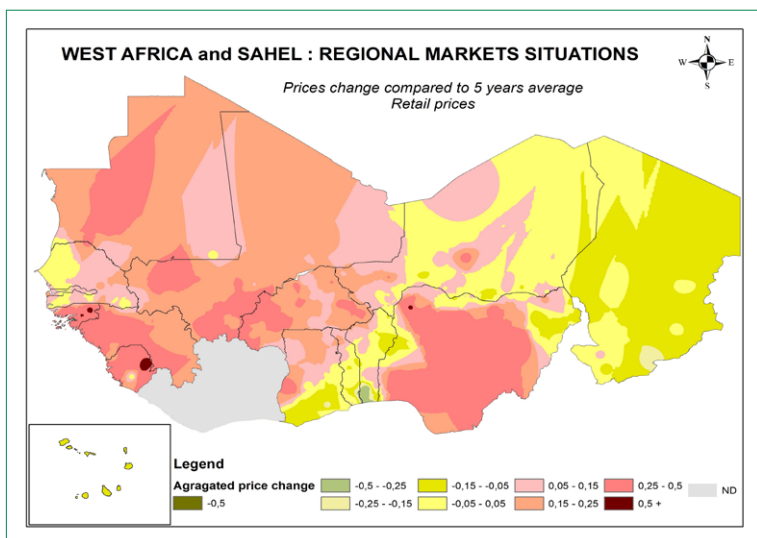 WEST AFRICA and SAHEL : REGIONAL MARKETS SITUATIONS
Prices change compared to 5 years average
Retail prices
N
W E
S
Legend
Agragated price change
-0,5
-0,5 - -0,25
-0,25 - -0,15
-0,15 - -0,05
-0,05 - 0,05
0,05 - 0,15
0,15 - 0,25
0,25 - 0,5
0,5 +
ND